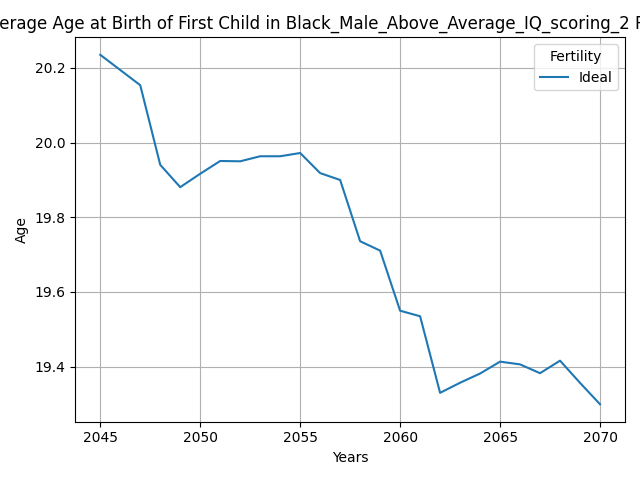 Age at Birth of First Child in Black_Male_Above_Average_IQ_scoring_2
Fertility
Ideal
20.2
20.0
19.8
19.6
19.4
Age
2045 2050 2055 2060 2065 2070
Years